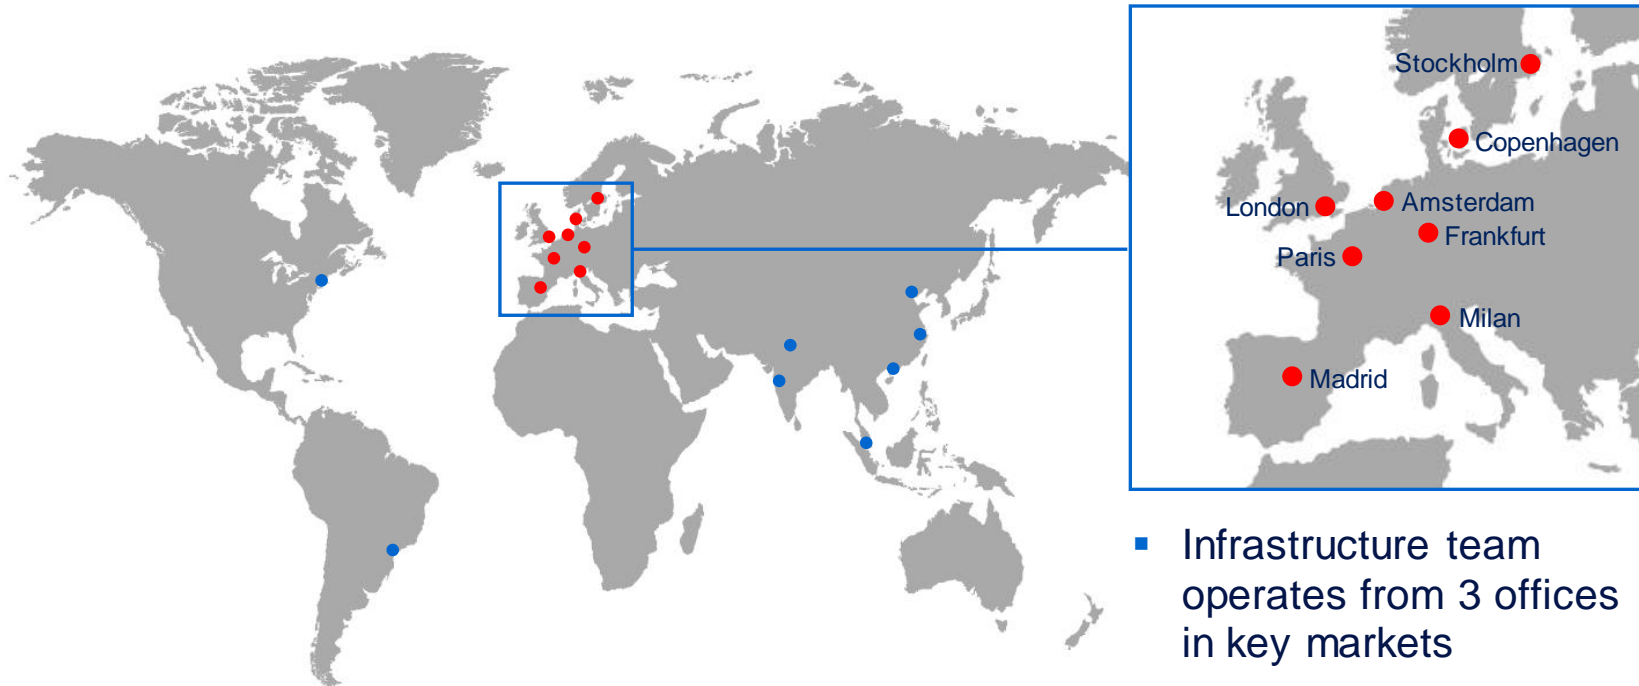 Stockholm
Copenhagen
London
Amsterdam
Frankfurt
Paris
Milan
Madrid
▪ Infrastructure team
operates from 3 offices
in key markets